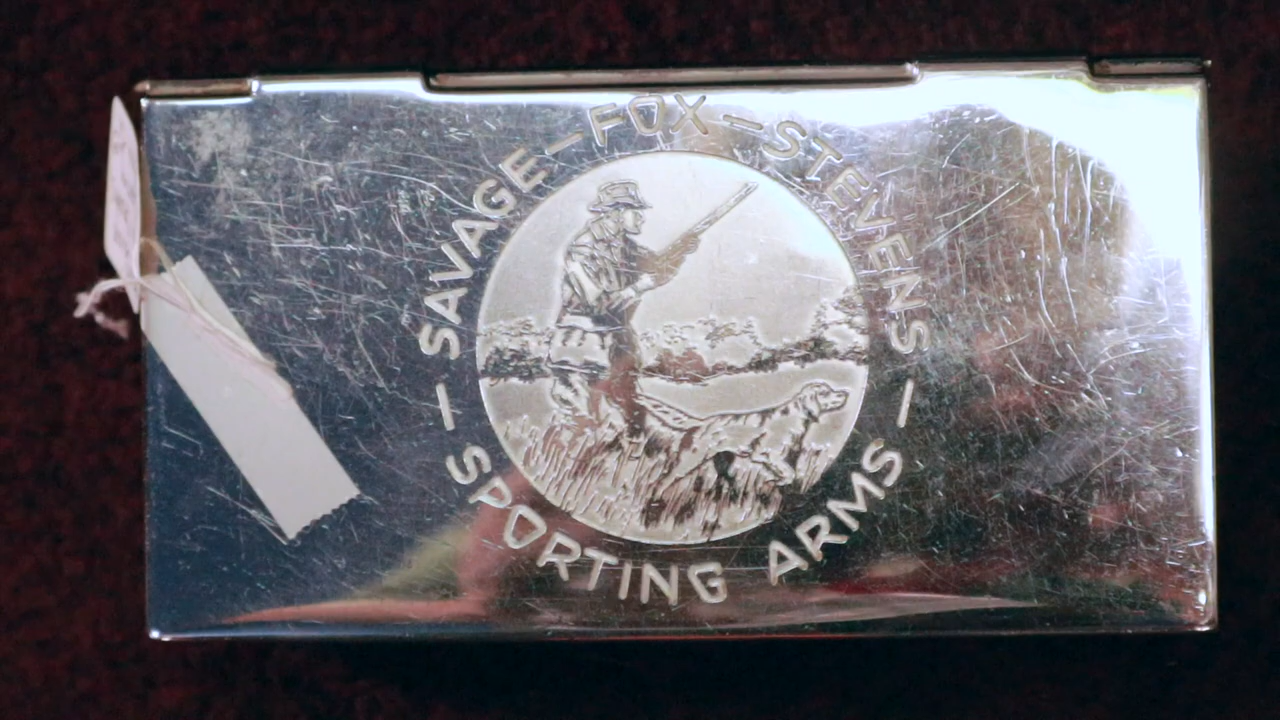 SAVAGE — FOX — STEVENS
— SPORTING ARMS —